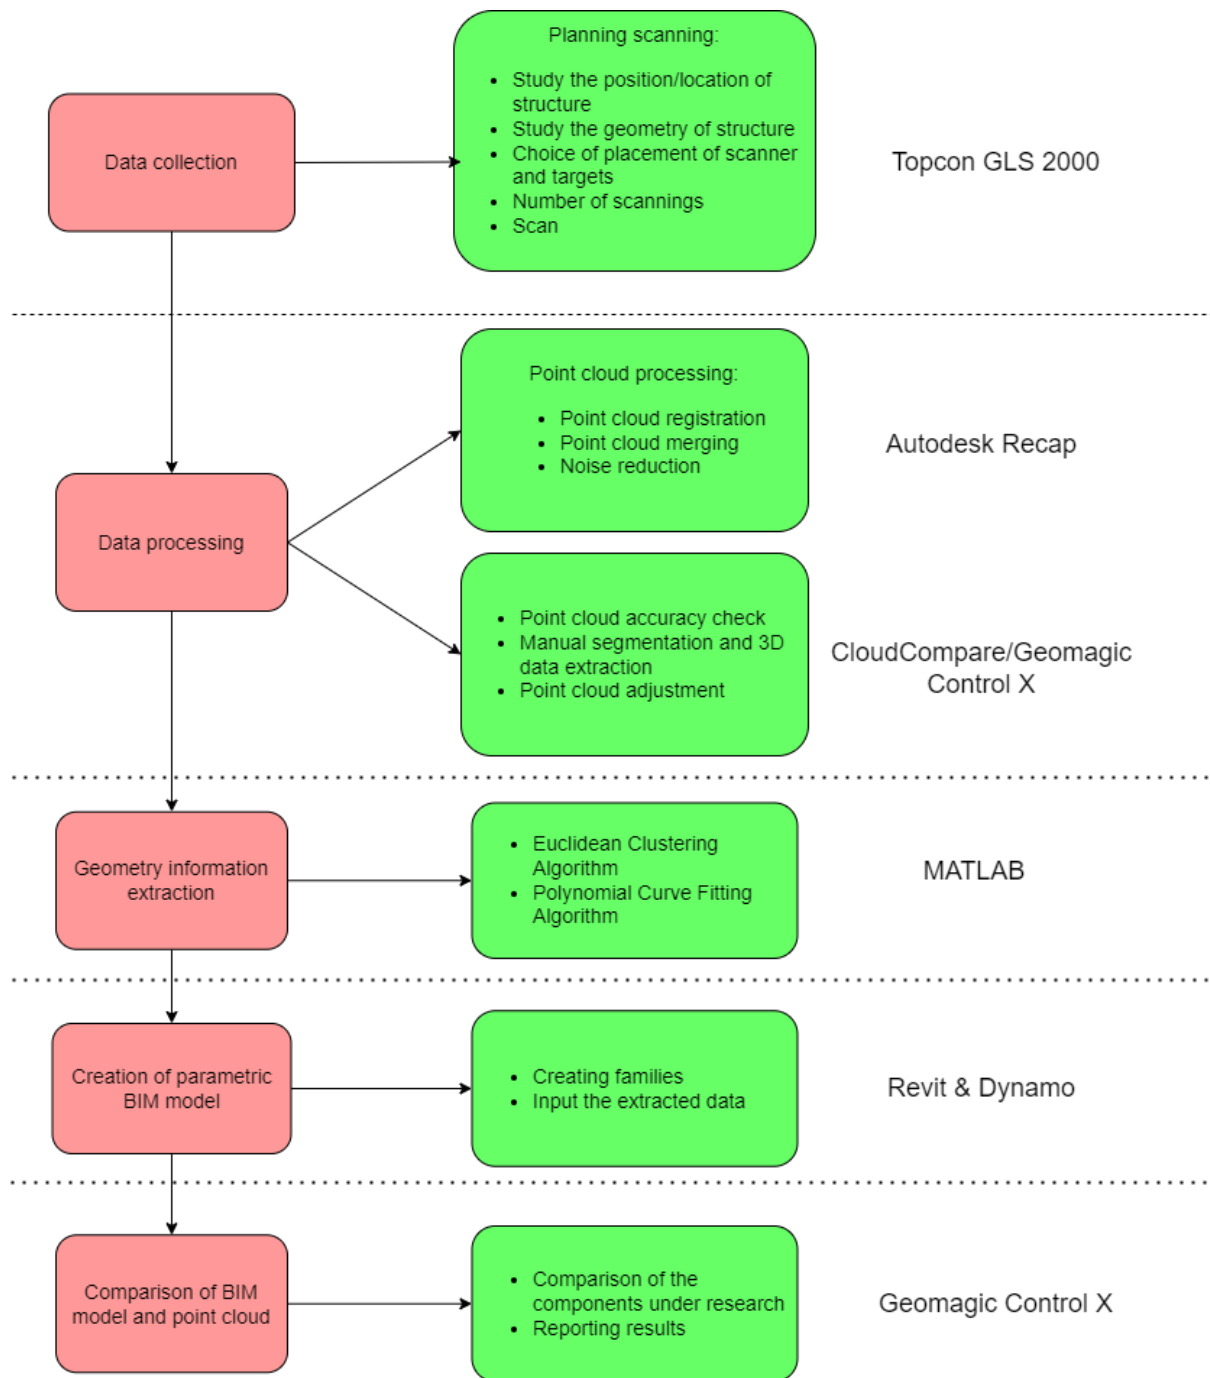 Planning scanning:
• Study the position/location of
structure
• Study the geometry of structure
• Choice of placement of scanner
and targets
• Number of scannings
• Scan
Data collection
Topcon GLS 2000
Point cloud processing:
• Point cloud registration
• Point cloud merging
• Noise reduction
Autodesk Recap
Data processing
• Point cloud accuracy check
• Manual segmentation and 3D
data extraction
• Point cloud adjustment
CloudCompare/Geomagic
Control X
Geometry information
extraction
• Euclidean Clustering
Algorithm
• Polynomial Curve Fitting
Algorithm
MATLAB
Creation of parametric
BIM model
• Creating families
• Input the extracted data
Revit & Dynamo
Comparison of BIM
model and point cloud
• Comparison of the
components under research
• Reporting results
Geomagic Control X